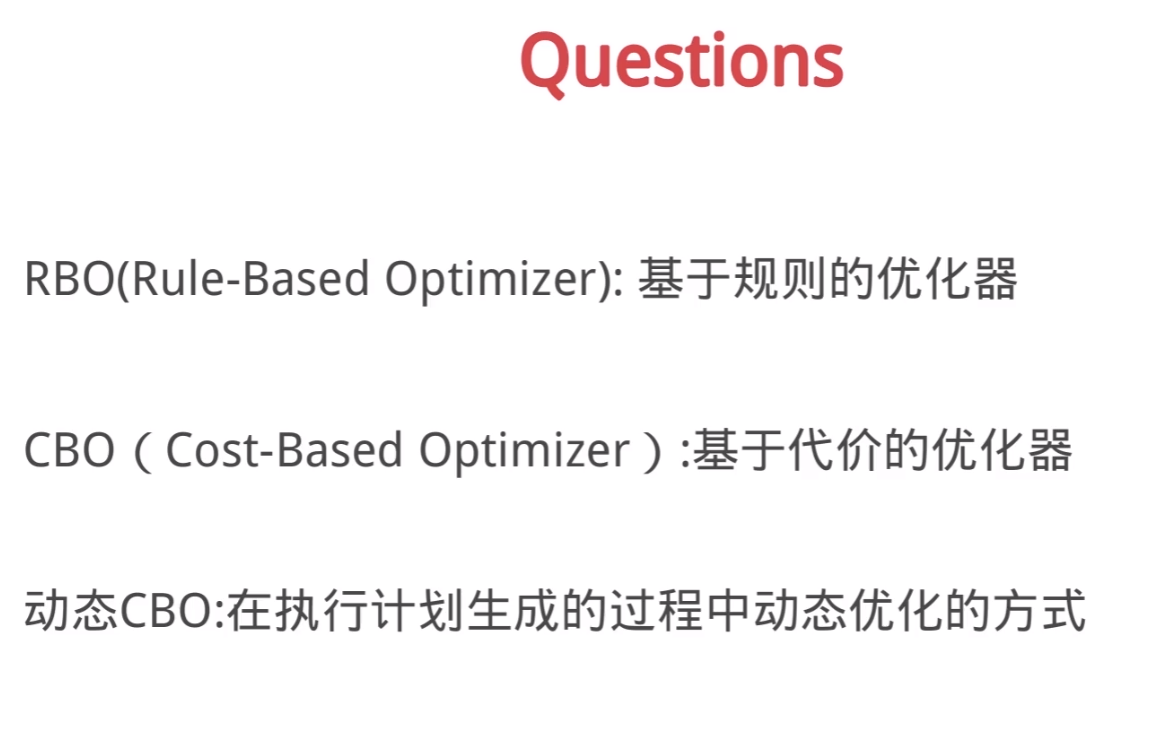 Questions
RBO(Rule-Based Optimizer): 基于规则的优化器
CBO（Cost-Based Optimizer）:基于代价的优化器
动态CBO:在执行计划生成的过程中动态优化的方式